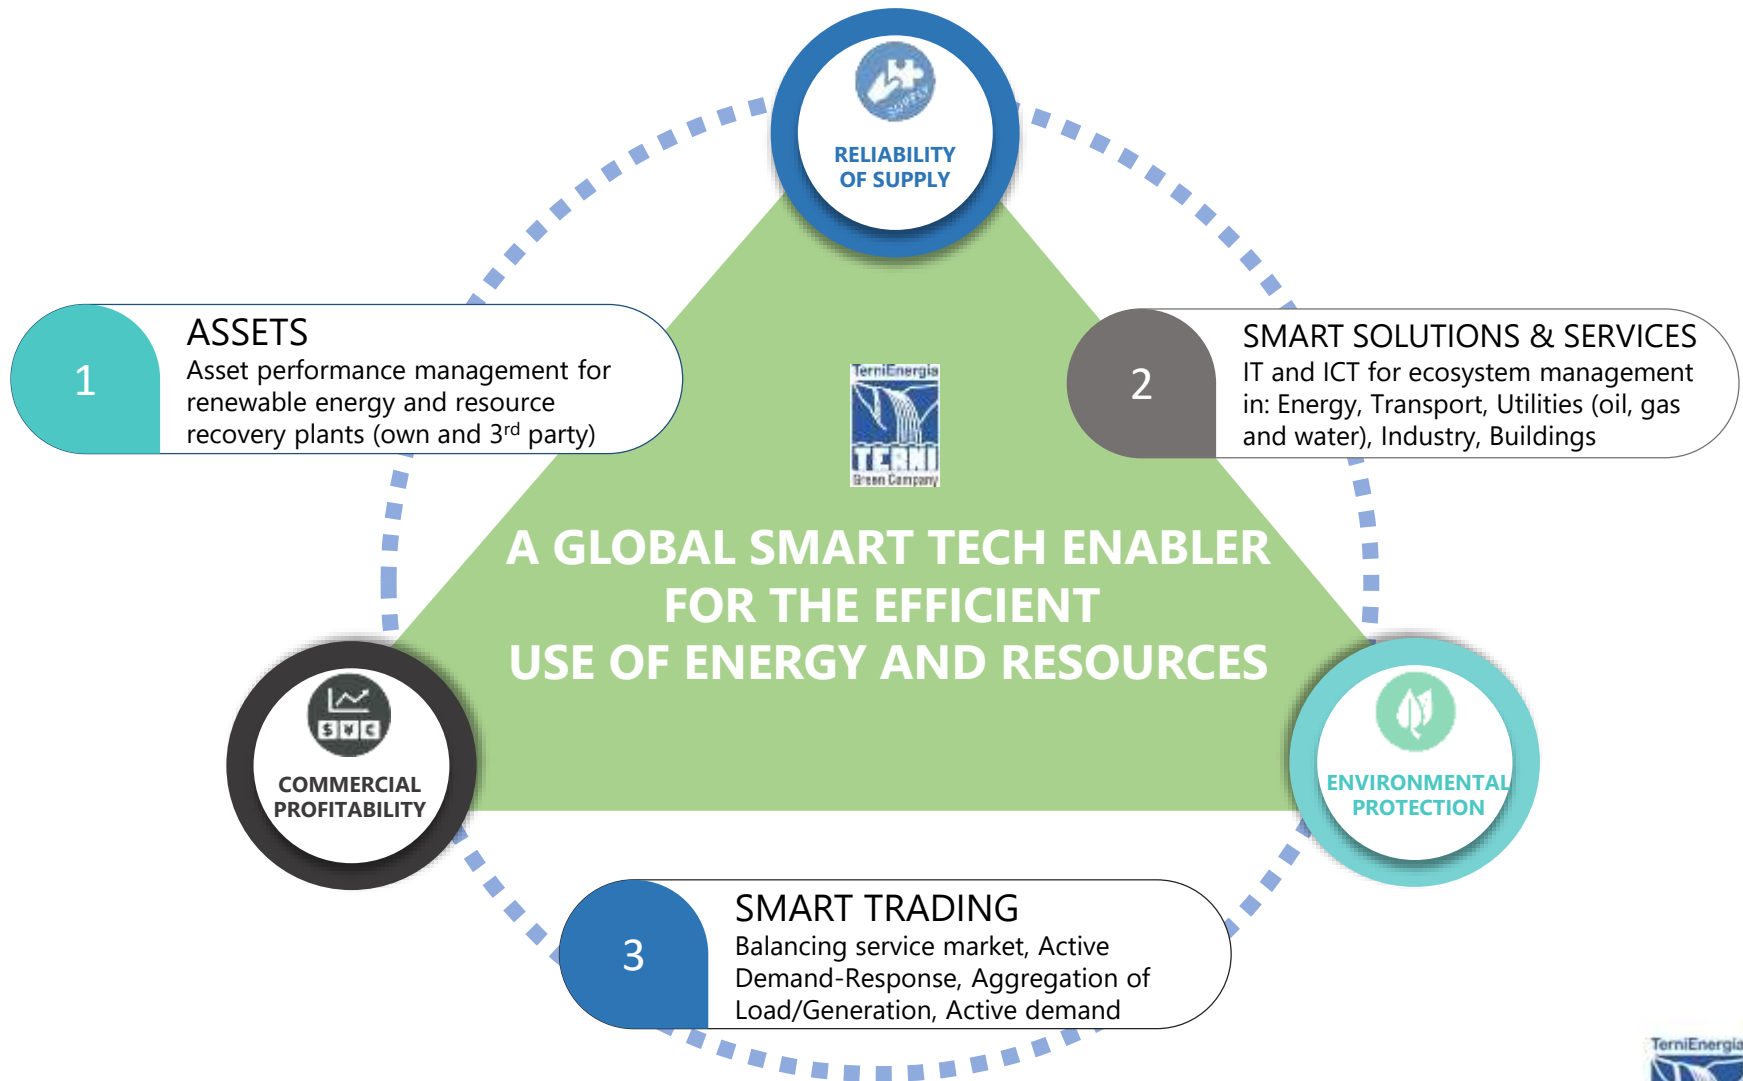 SUPPLY
RELIABILITY
OF SUPPLY
1
ASSETS
Asset performance management for
renewable energy and resource
recovery plants (own and 3rd party)
2
SMART SOLUTIONS & SERVICES
IT and ICT for ecosystem management
in: Energy, Transport, Utilities (oil, gas
and water), Industry, Buildings
TerniEnergia
TERNI
Green Company
A GLOBAL SMART TECH ENABLER
FOR THE EFFICIENT
USE OF ENERGY AND RESOURCES
$ ¥ €
COMMERCIAL
PROFITABILITY
ENVIRONMENTAL
PROTECTION
3
SMART TRADING
Balancing service market, Active
Demand-Response, Aggregation of
Load/Generation, Active demand
TerniEnergia